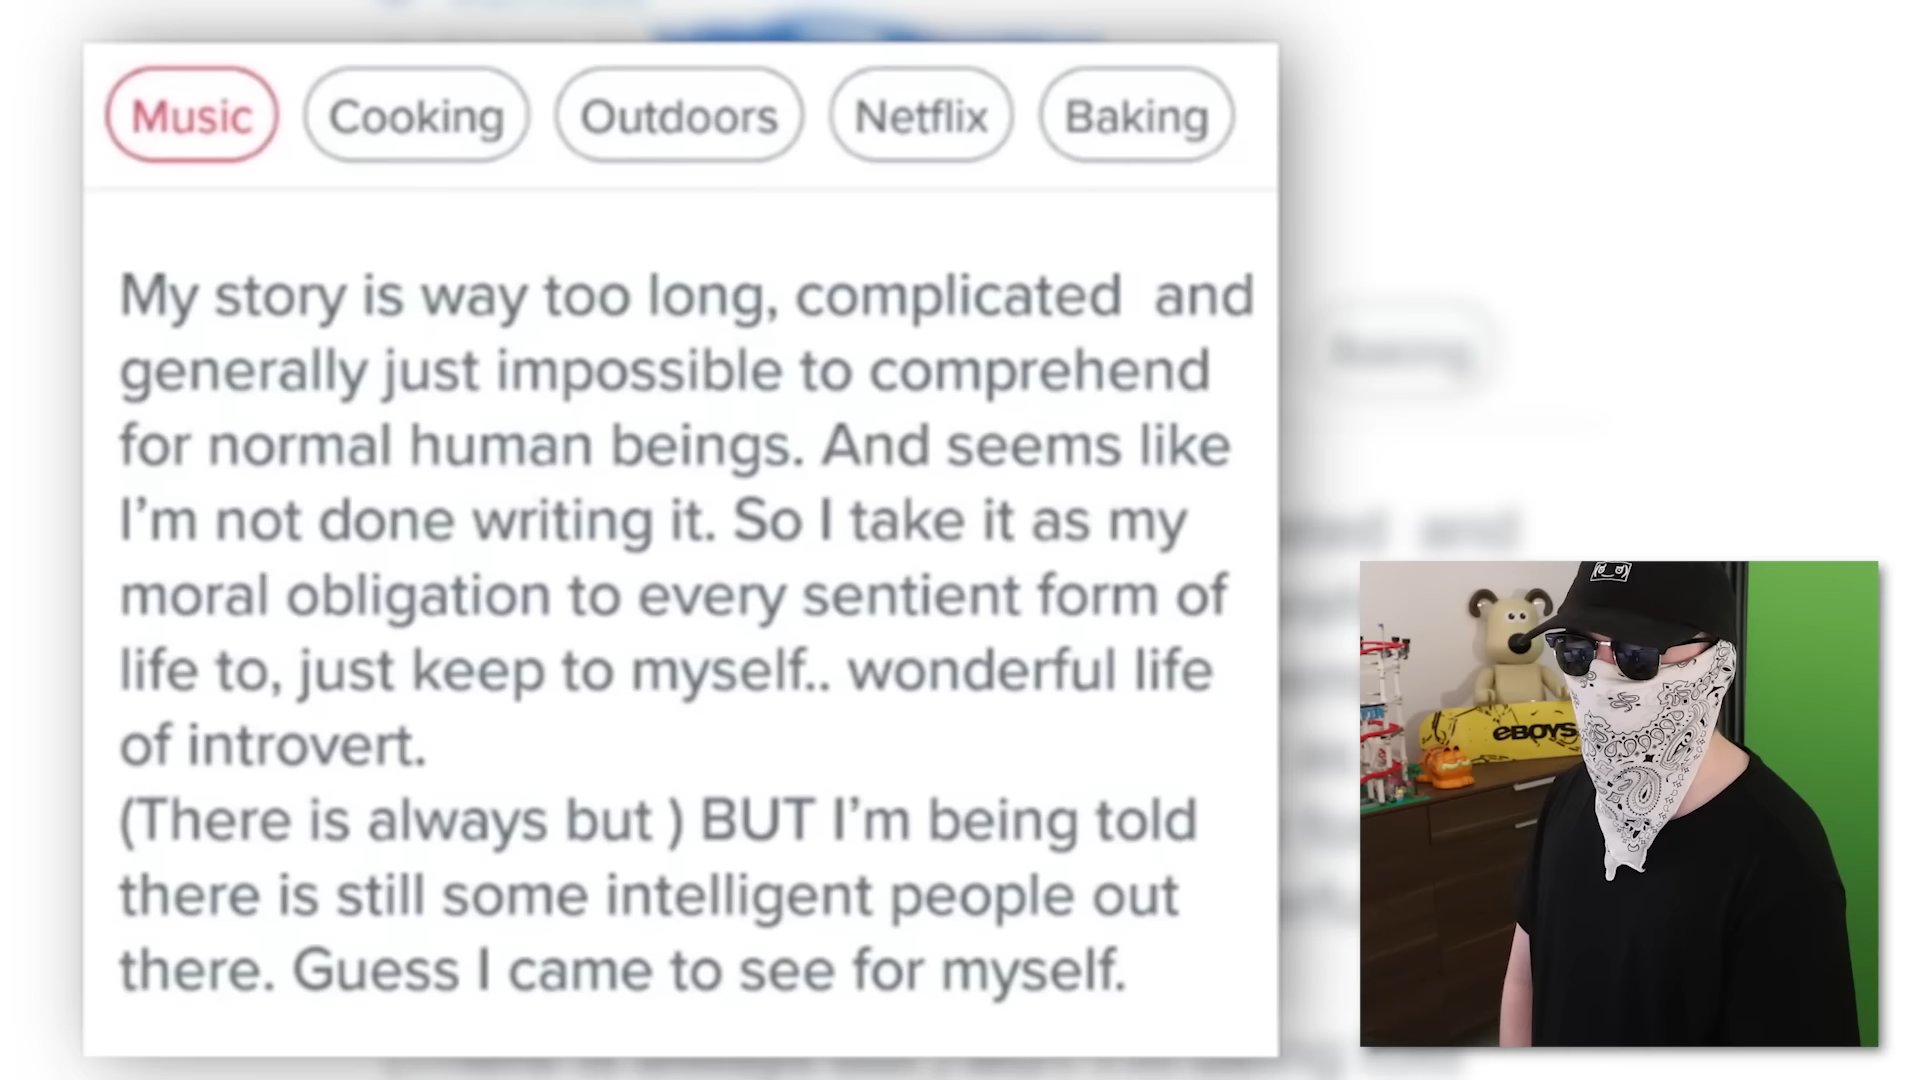 Music Cooking Outdoors Netflix Baking
My story is way too long, complicated  and
generally just impossible to comprehend
for normal human beings. And seems like
I'm not done writing it. So I take it as my
moral obligation to every sentient form of
life to, just keep to myself.. wonderful life
of introvert.
(There is always but ) BUT I'm being told
there is still some intelligent people out
there. Guess I came to see for myself.
Baking
and
eBOYS